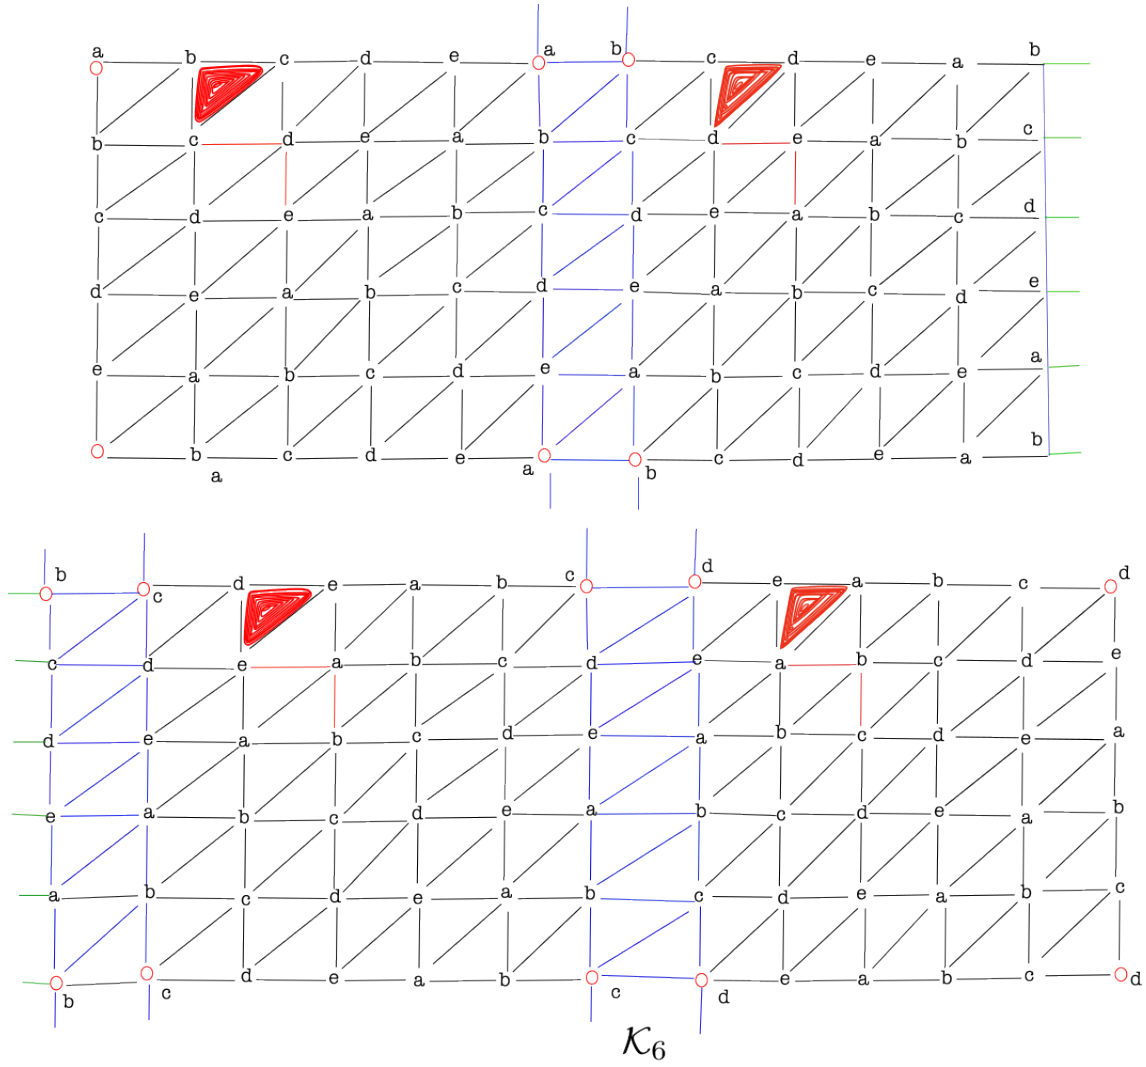 a b c d e a b c d e a b
b c d e a b c d e a b c
c d e a b c d e a b c d
d e a b c d e a b c d e
e a b c d e a b c d e a
b c d e a b c d e a b
a
b c d e a b c d e a b c d
c d e a b c d e a b c d e
d e a b c d e a b c d e a
e a b c d e a b c d e a b
a b c d e a b c d e a b c
b c d e a b c d e a b c d
𝒦₆